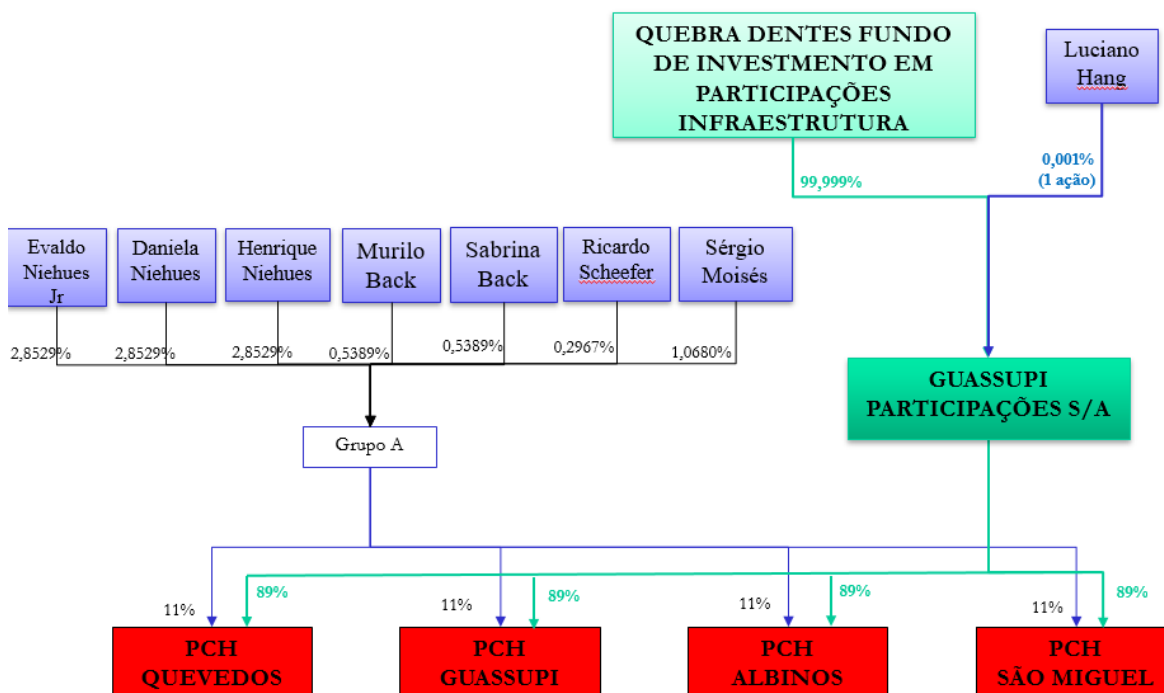 QUEBRA DENTES FUNDO
DE INVESTMENTO EM
PARTICIPAÇÕES
INFRAESTRUTURA
Luciano
Hang
99,999%
0,001%
(1 ação)
Evaldo
Niehues
Jr
Daniela
Niehues
Henrique
Niehues
Murilo
Back
Sabrina
Back
Ricardo
Scheefer
Sérgio
Moisés
2,8529%
2,8529%
2,8529%
0,5389%
0,5389%
0,2967%
1,0680%
GUASSUPI
PARTICIPAÇÕES S/A
Grupo A
11%
89%
11%
89%
11%
89%
11%
89%
PCH
QUEVEDOS
PCH
GUASSUPI
PCH
ALBINOS
PCH
SÃO MIGUEL